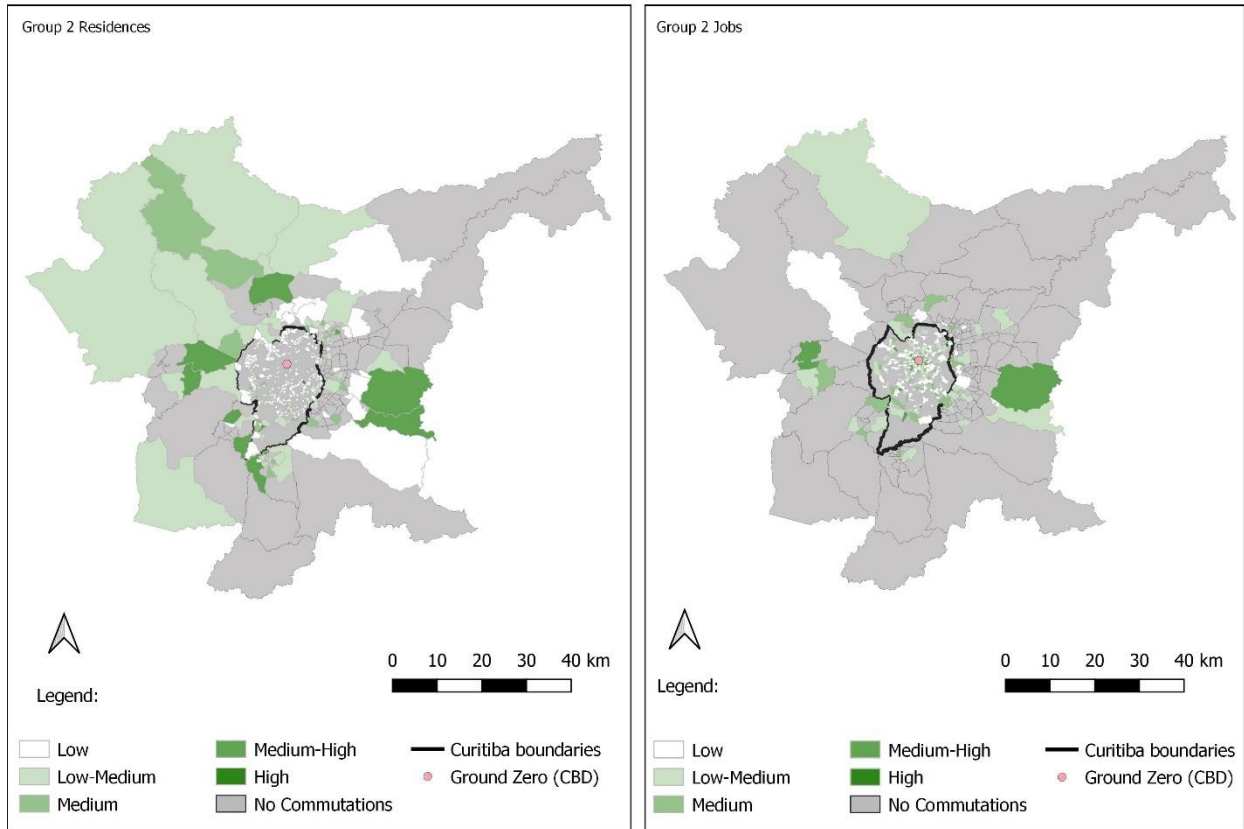 Group 2 Residences
0 10 20 30 40 km
Legend:
Low
Low-Medium
Medium
Medium-High
High
No Commutations
Curitiba boundaries
Ground Zero (CBD)
Group 2 Jobs
0 10 20 30 40 km
Legend:
Low
Low-Medium
Medium
Medium-High
High
No Commutations
Curitiba boundaries
Ground Zero (CBD)